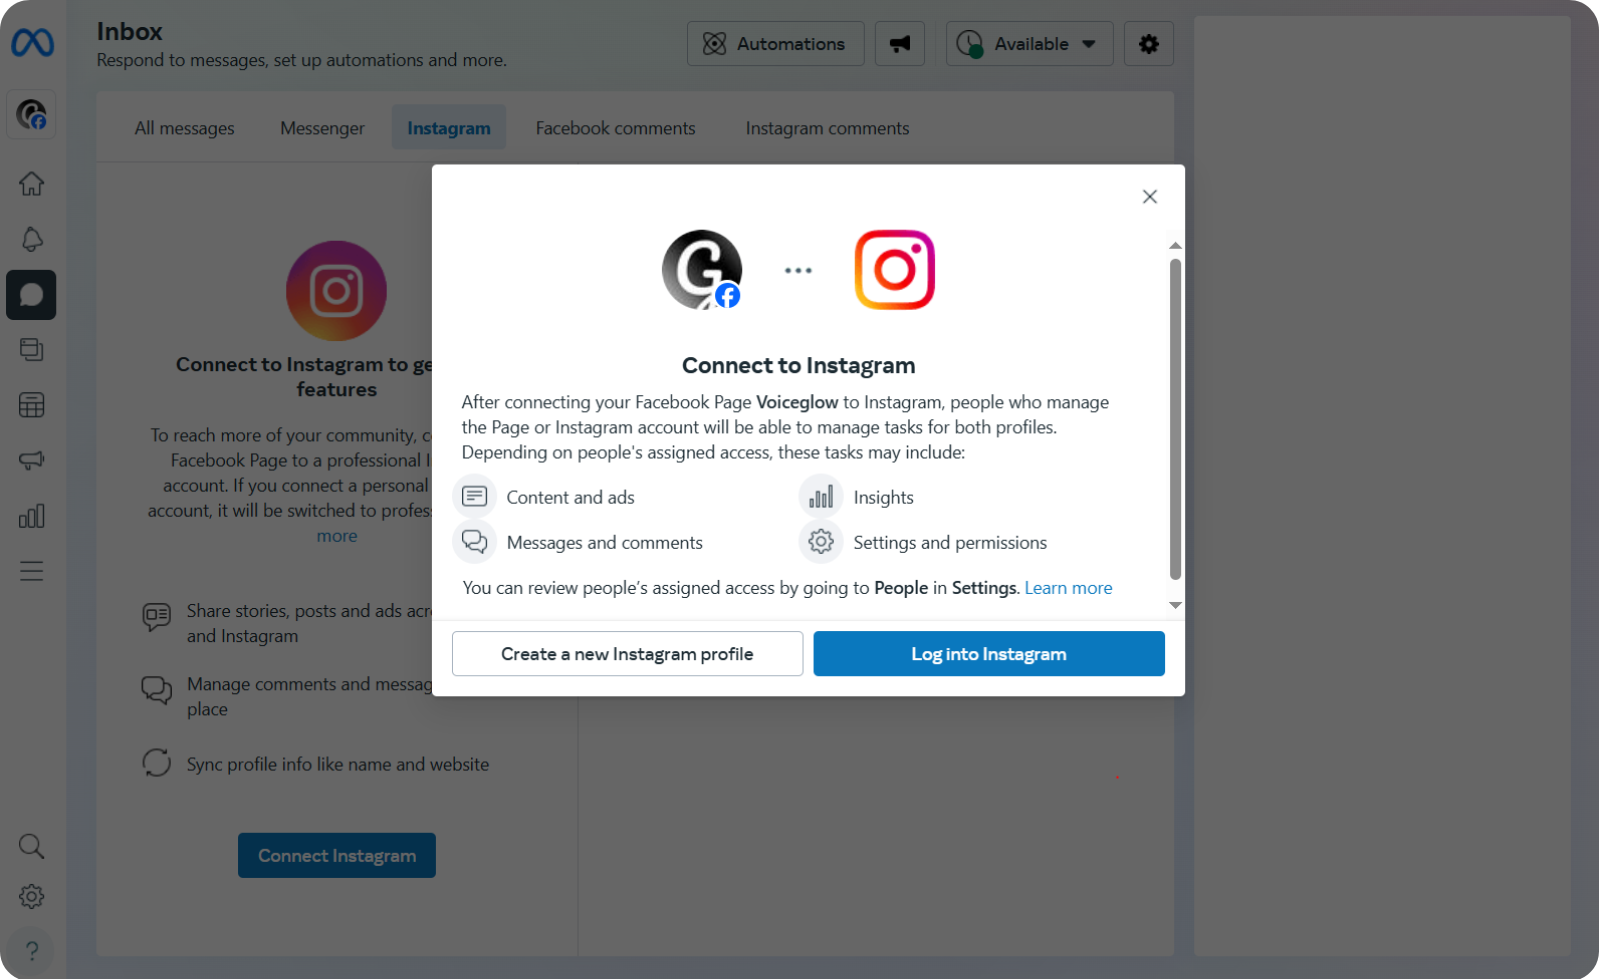 Inbox
Respond to messages, set up automations and more.
Automations
Available
All messages
Messenger
Instagram
Facebook comments
Instagram comments
Connect to Instagram to ge
features
To reach more of your community, c
Facebook Page to a professional I
account. If you connect a personal
account, it will be switched to profes
more
Share stories, posts and ads acr
and Instagram
Manage comments and messag
place
Sync profile info like name and website
Connect Instagram
G
Connect to Instagram
After connecting your Facebook Page Voiceglow to Instagram, people who manage
the Page or Instagram account will be able to manage tasks for both profiles.
Depending on people's assigned access, these tasks may include:
Content and ads
Insights
Messages and comments
Settings and permissions
You can review people’s assigned access by going to People in Settings. Learn more
Create a new Instagram profile
Log into Instagram
?